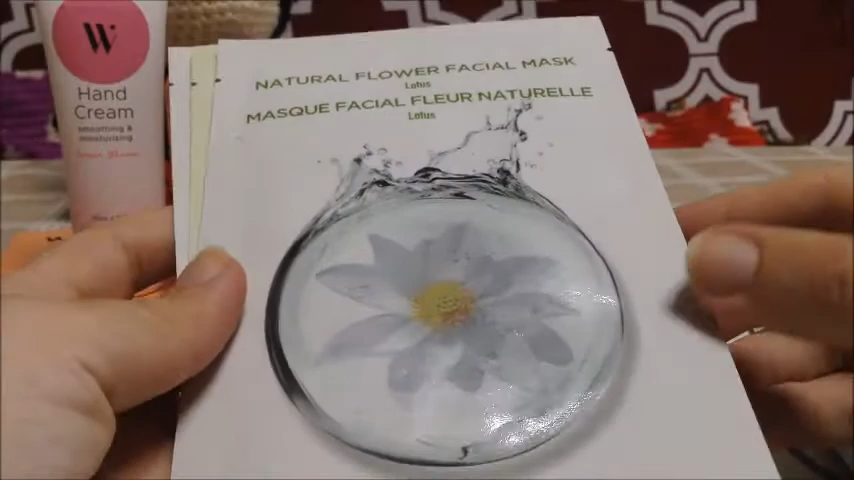 W
Hand
Cream
smoothing &
moisturising
NATURAL FLOWER FACIAL MASK
Lotus
MASQUE FACIAL FLEUR NATURELLE
Lotus